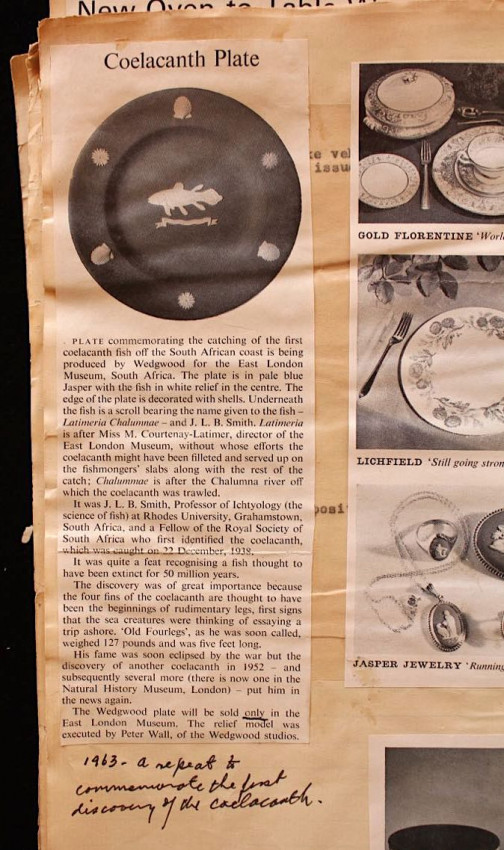 New Oven to Table W
Coelacanth Plate
PLATE commemorating the catching of the first
coelacanth fish off the South African coast is being
produced by Wedgwood for the East London
Museum, South Africa. The plate is in pale blue
Jasper with the fish in white relief in the centre. The
edge of the plate is decorated with shells. Underneath
the fish is a scroll bearing the name given to the fish –
Latimeria Chalumnae – and J. L. B. Smith. Latimeria
is after Miss M. Courtenay-Latimer, director of the
East London Museum, without whose efforts the
coelacanth might have been filleted and served up on
the fishmongers' slabs along with the rest of the
catch; Chalumnae is after the Chalumna river off
which the coelacanth was trawled.
It was J. L. B. Smith, Professor of Ichtyology (the
science of fish) at Rhodes University, Grahamstown,
South Africa, and a Fellow of the Royal Society of
South Africa who first identified the coelacanth,
which was caught on 22 December, 1938.
It was quite a feat recognising a fish thought to
have been extinct for 50 million years.
The discovery was of great importance because
the four fins of the coelacanth are thought to have
been the beginnings of rudimentary legs, first signs
that the sea creatures were thinking of essaying a
trip ashore. 'Old Fourlegs', as he was soon called,
weighed 127 pounds and was five feet long.
His fame was soon eclipsed by the war but the
discovery of another coelacanth in 1952 – and
subsequently several more (there is now one in the
Natural History Museum, London) – put him in
the news again.
The Wedgwood plate will be sold only in the
East London Museum. The relief model was
executed by Peter Wall, of the Wedgwood studios.
1963 - a repeat to
commemorate the first
discovery of the coelacanth.
issu
posi
GOLD FLORENTINE 'Worl
LICHFIELD 'Still going stron
JASPER JEWELRY 'Running